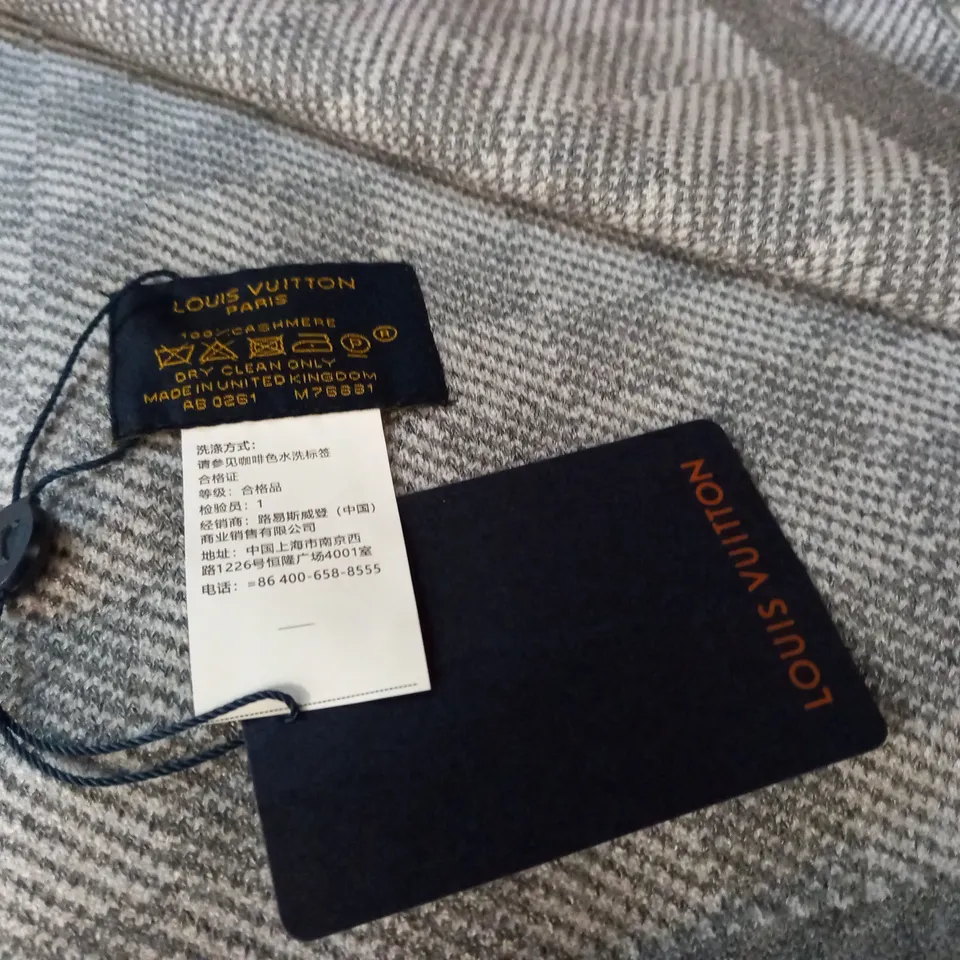 LOUIS VUITTON
PARIS
100% CASHMERE
P R
DRY CLEAN ONLY
MADE IN UNITED KINGDOM
AB 0261 M76881
洗涤方式:
请参见咖啡色水洗标签
合格证
等级: 合格品
检验员: 1
经销商: 路易斯威登 (中国)
商业销售有限公司
地址: 中国上海市南京西
路1226号恒隆广场4001室
电话: =86 400-658-8555
LOUIS VUITTON